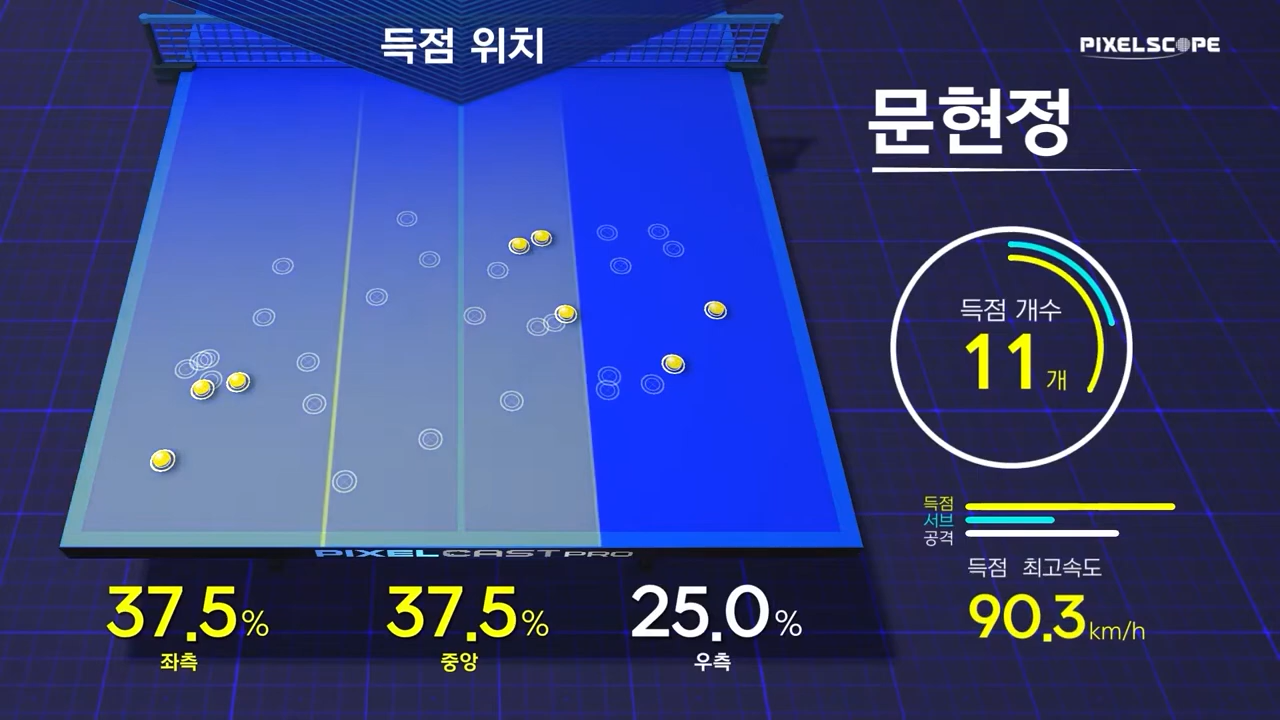 득점 위치
PIXELSCOPE
문현정
득점 개수
11개
득점
서브
공격
득점 최고속도
90.3km/h
PIXELCASTPRO
37.5% 37.5% 25.0%
좌측 중앙 우측